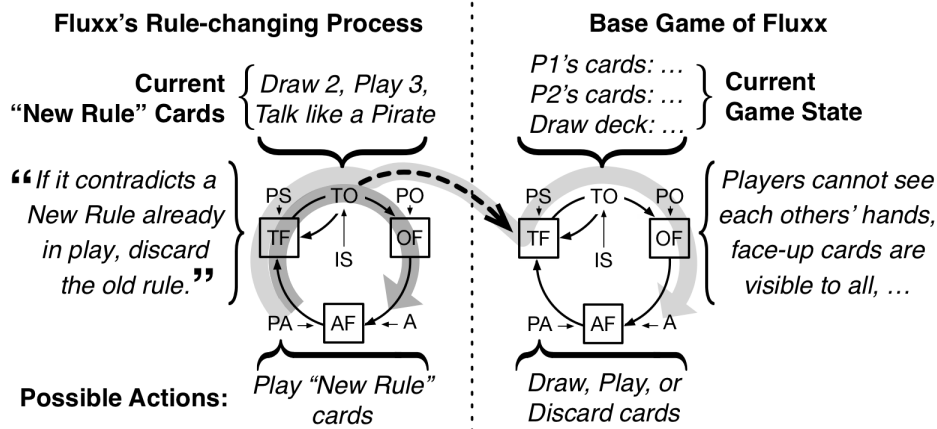 Fluxx's Rule-changing Process
Current
"New Rule" Cards
Draw 2, Play 3,
Talk like a Pirate
"If it contradicts a
New Rule already
in play, discard
the old rule."
PS
TO
PO
TF
OF
IS
PA
AF
A
Possible Actions:
Play "New Rule"
cards
Base Game of Fluxx
P1's cards: ...
P2's cards: ...
Draw deck: ...
Current
Game State
PS
TO
PO
TF
OF
IS
PA
AF
A
Players cannot see
each others' hands,
face-up cards are
visible to all, ...
Draw, Play, or
Discard cards